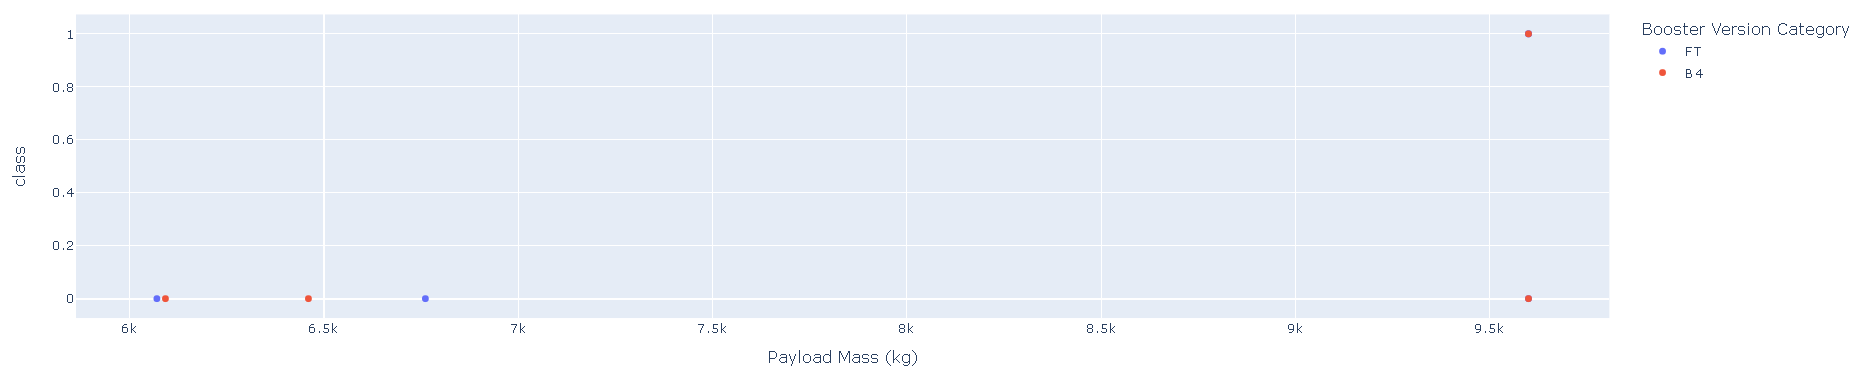 Booster Version Category
FT
B4
class
1
0.8
0.6
0.4
0.2
0
6k 6.5k 7k 7.5k 8k 8.5k 9k 9.5k
Payload Mass (kg)